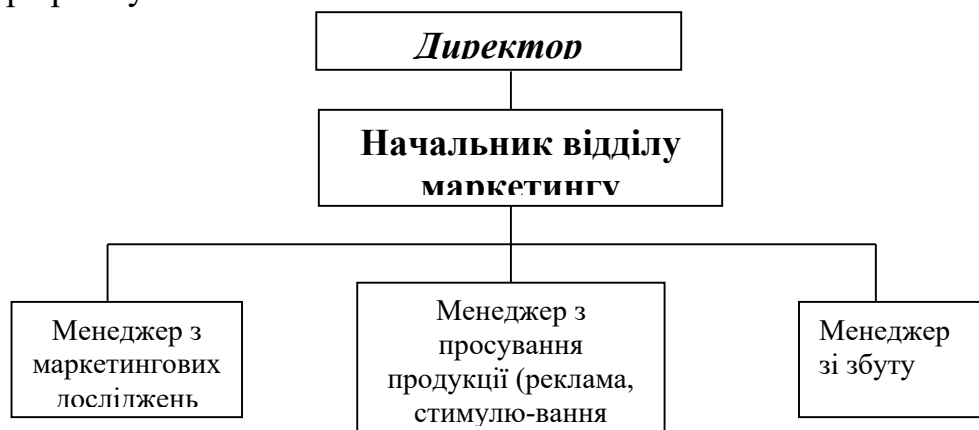 Директор
Начальник відділу
маркетингу
Менеджер з
маркетингових
досліджень
Менеджер з
просування
продукції (реклама,
стимулю-вання
Менеджер
зі збуту